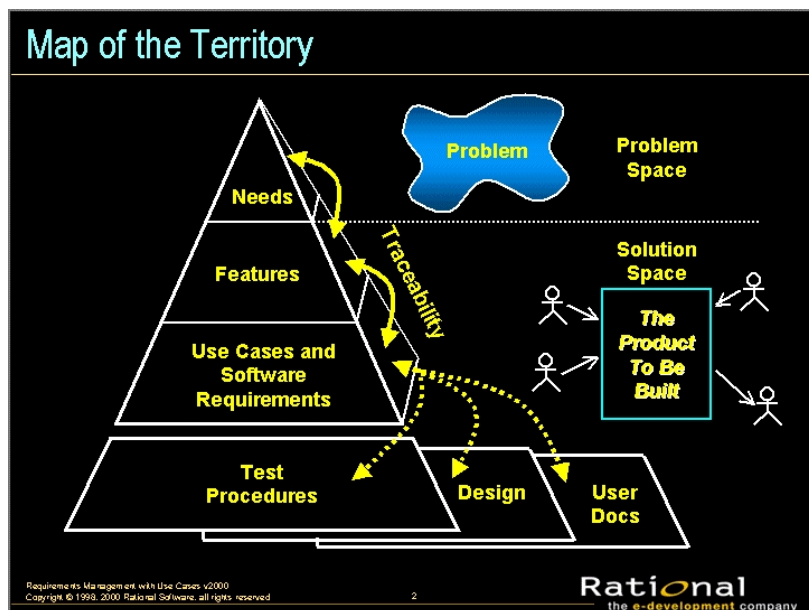 Map of the Territory
Problem
Problem
Space
Needs
Traceability
Solution
Space
Features
The
Product
To Be
Built
Use Cases and
Software
Requirements
Test
Procedures
Design
User
Docs
Requirements Management with Use Cases v2000
Copyright © 1998, 2000 Rational Software, all rights reserved
2
Rational
the e-development company